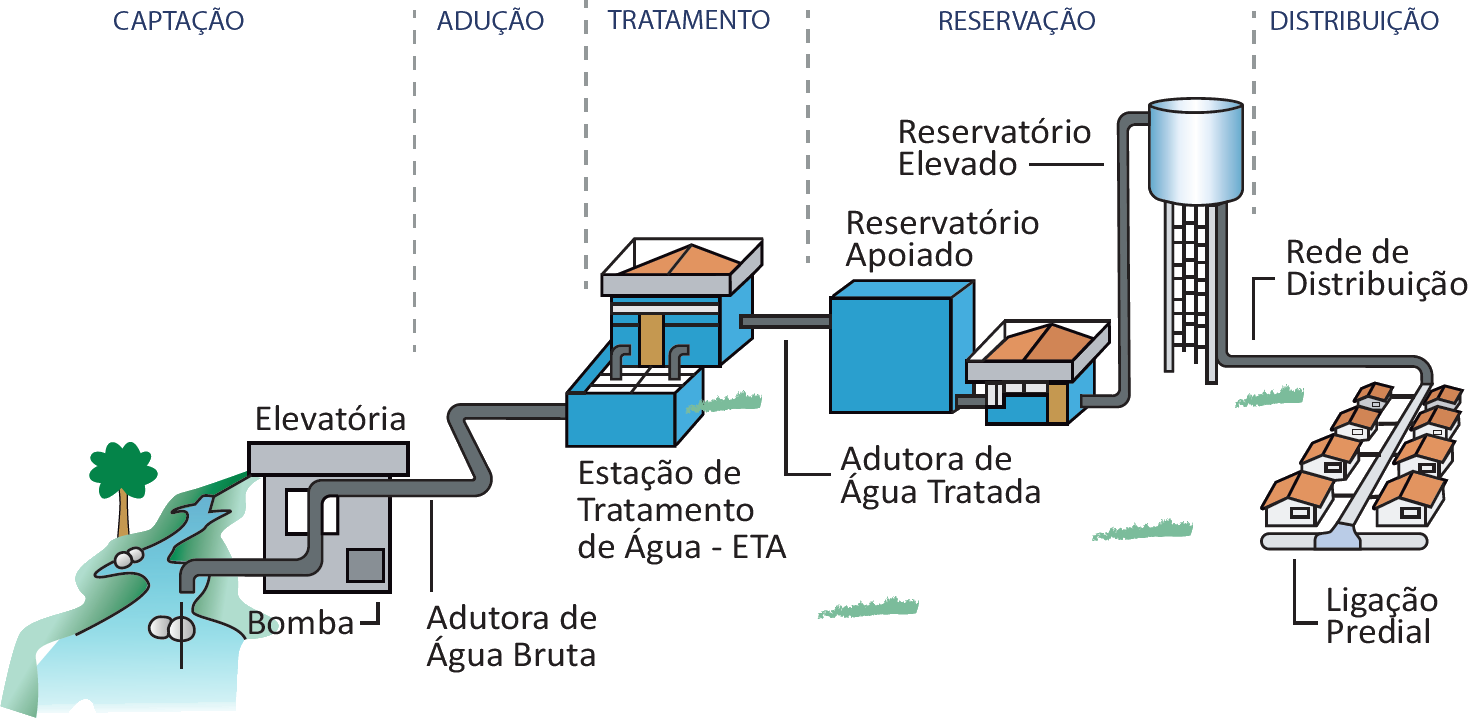 CAPTAÇÃO
ADUÇÃO
TRATAMENTO
RESERVAÇÃO
DISTRIBUIÇÃO
Reservatório
Elevado
Reservatório
Apoiado
Rede de
Distribuição
Elevatória
Estação de
Tratamento
de Água - ETA
Adutora de
Água Tratada
Bomba
Adutora de
Água Bruta
Ligação
Predial